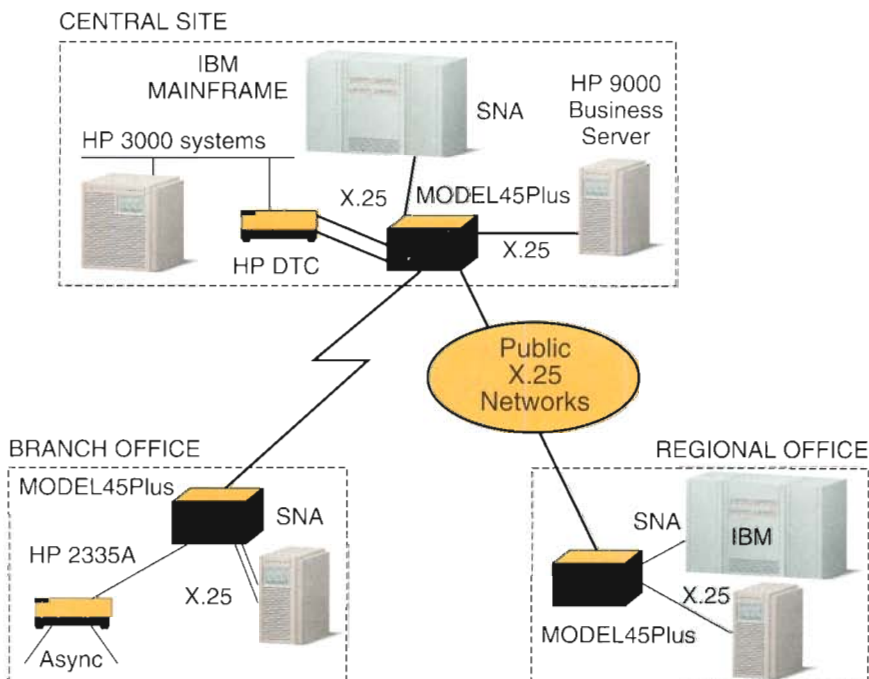 CENTRAL SITE
IBM
MAINFRAME
SNA
HP 9000
Business
Server
HP 3000 systems
X.25
MODEL45Plus
X.25
HP DTC
Public
X.25
Networks
BRANCH OFFICE
MODEL45Plus
SNA
HP 2335A
X.25
Async
REGIONAL OFFICE
SNA
IBM
X.25
MODEL45Plus